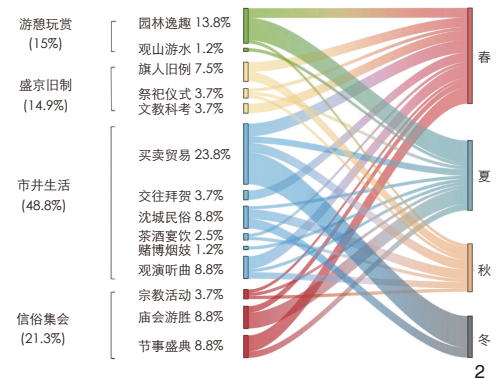 游憩玩赏
(15%)
园林逸趣 13.8%
观山游水 1.2%
盛京旧制
(14.9%)
旗人旧例 7.5%
祭祀仪式 3.7%
文教科考 3.7%
市井生活
(48.8%)
买卖贸易 23.8%
交往拜贺 3.7%
沈城民俗 8.8%
茶酒宴饮 2.5%
赌博烟妓 1.2%
观演听曲 8.8%
信俗集会
(21.3%)
宗教活动 3.7%
庙会游胜 8.8%
节事盛典 8.8%
春
夏
秋
冬
2